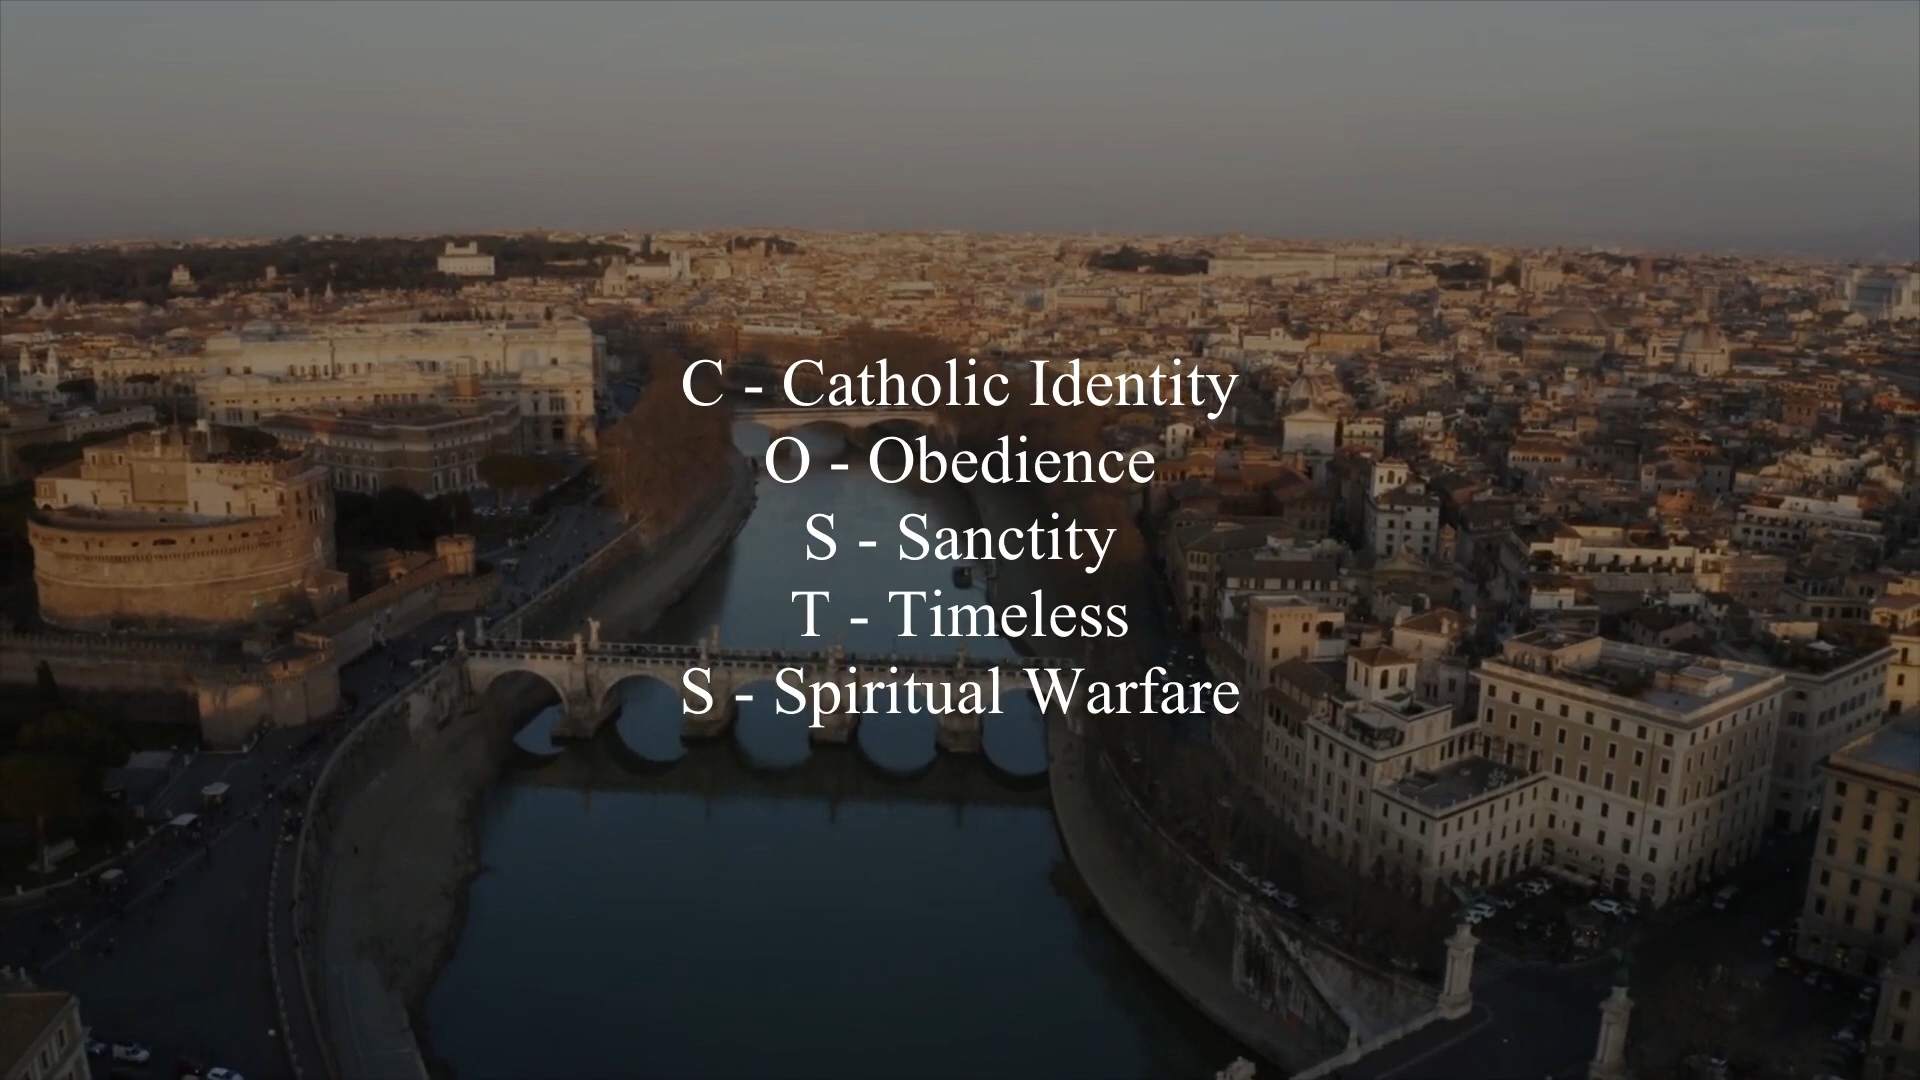 C - Catholic Identity
O - Obedience
S - Sanctity
T - Timeless
S - Spiritual Warfare